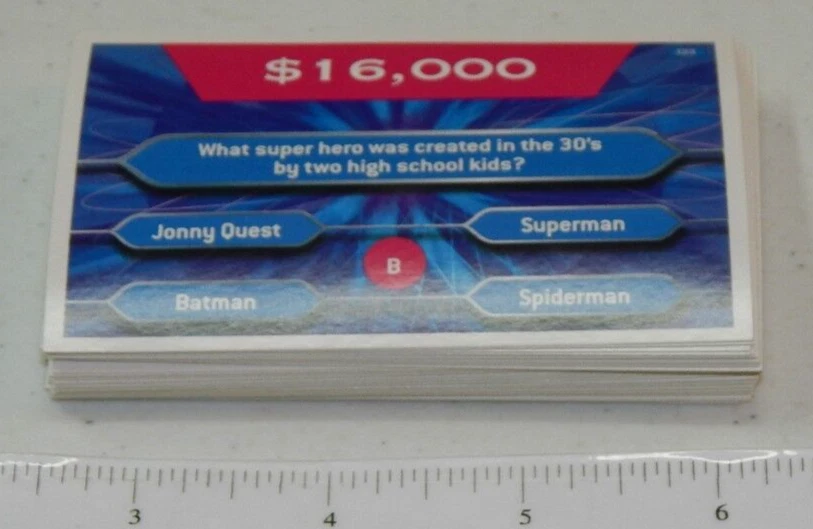 $16,000
What super hero was created in the 30's
by two high school kids?
Jonny Quest
Superman
B
Batman
Spiderman
3
4
5
6